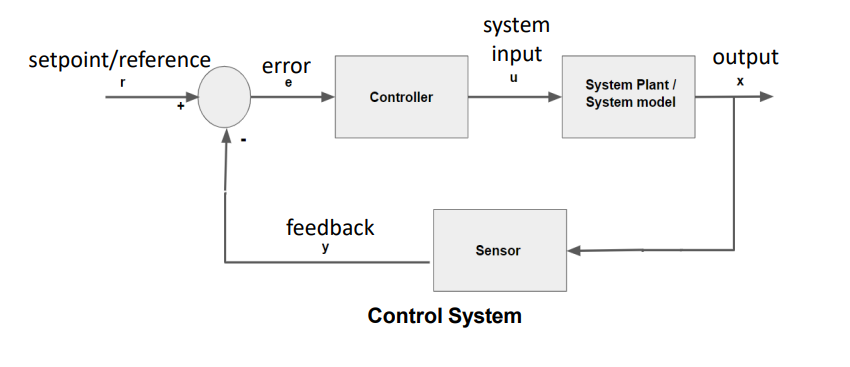 system
setpoint/reference
error
input
output
r
e
u
x
+
Controller
System Plant /
System model
-
feedback
y
Sensor
Control System